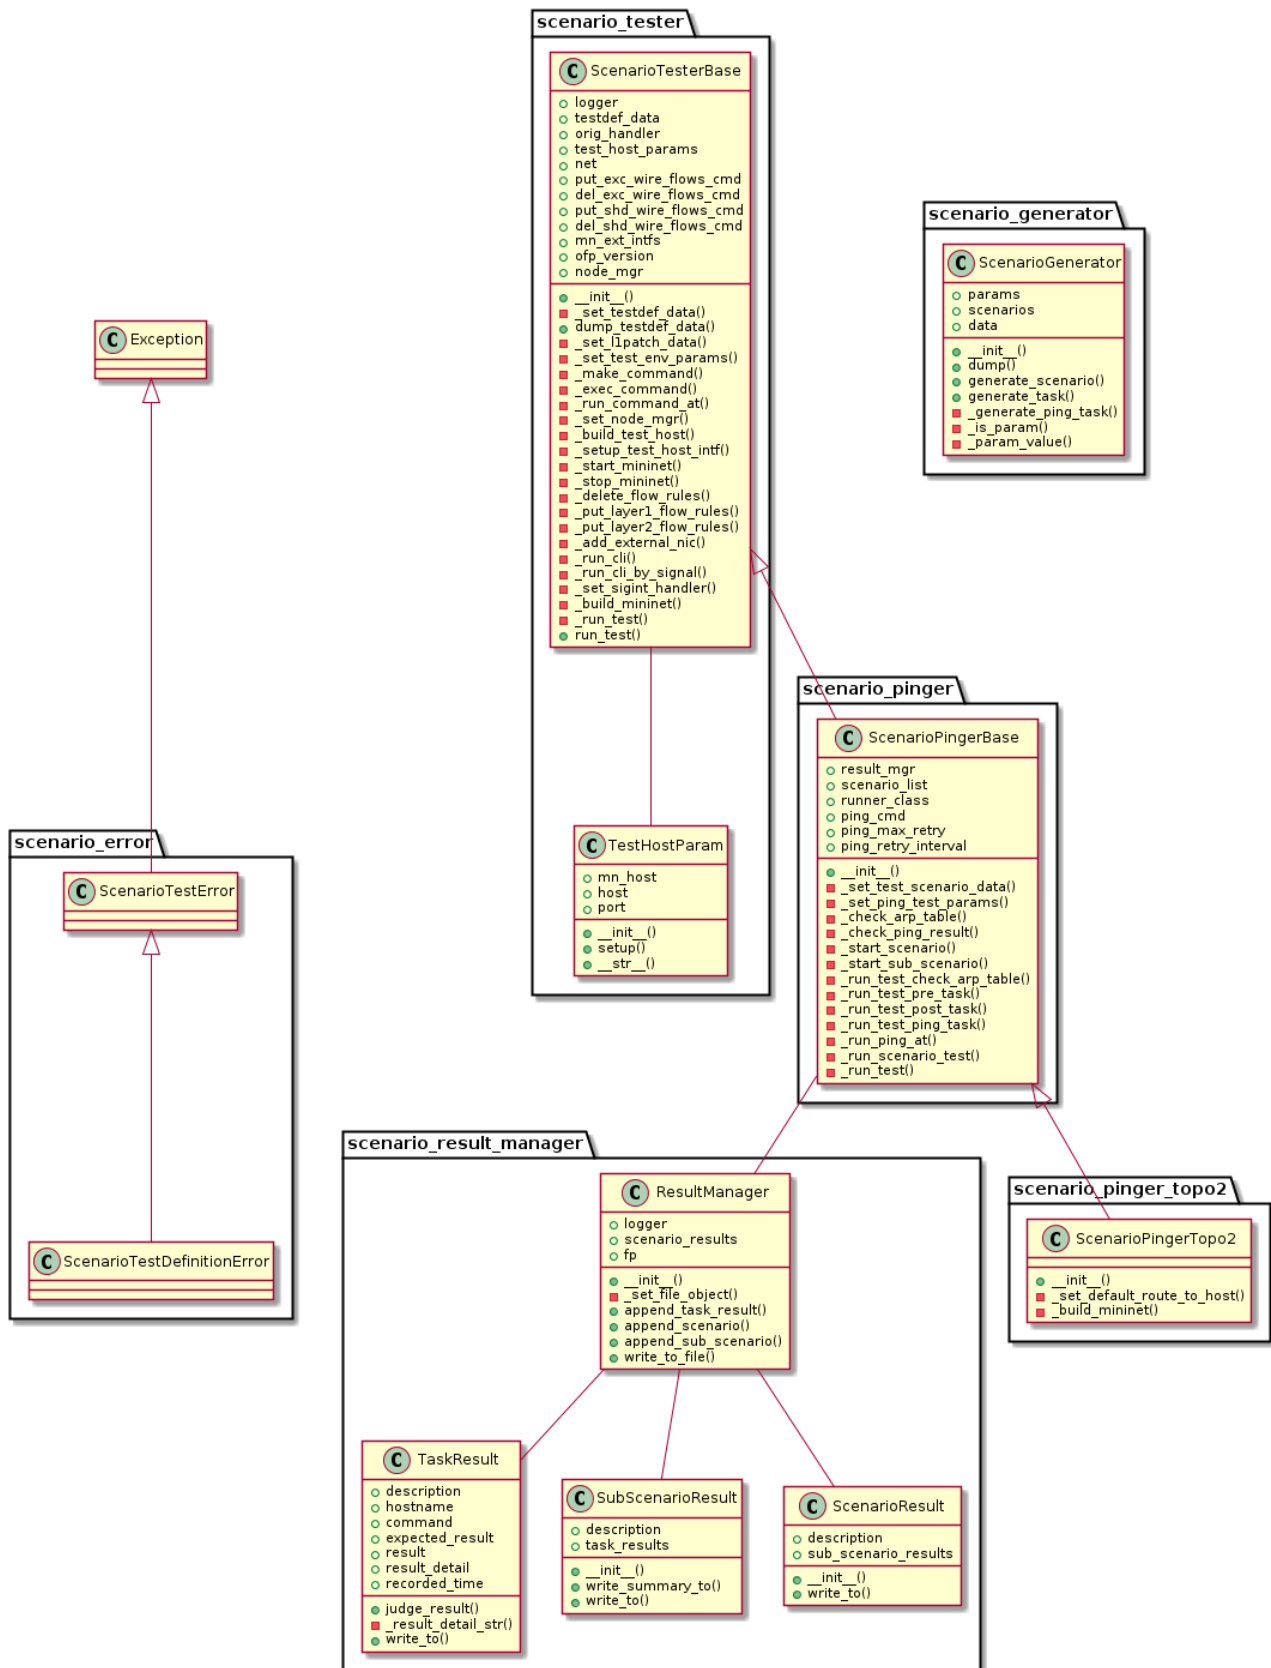 scenario_tester
C ScenarioTesterBase
logger
testdef_data
orig_handler
test_host_params
net
put_exc_wire_flows_cmd
del_exc_wire_flows_cmd
put_shd_wire_flows_cmd
del_shd_wire_flows_cmd
mn_ext_intfs
ofp_version
node_mgr
__init__()
_set_testdef_data()
dump_testdef_data()
_set_l1patch_data()
_set_test_env_params()
_make_command()
_exec_command()
_run_command_at()
_set_node_mgr()
_build_test_host()
_setup_test_host_intf()
_start_mininet()
_stop_mininet()
_delete_flow_rules()
_put_layer1_flow_rules()
_put_layer2_flow_rules()
_add_external_nic()
_run_cli()
_run_cli_by_signal()
_set_sigint_handler()
_build_mininet()
_run_test()
run_test()
C TestHostParam
mn_host
host
port
__init__()
setup()
__str__()
scenario_generator
C ScenarioGenerator
params
scenarios
data
__init__()
dump()
generate_scenario()
generate_task()
_generate_ping_task()
_is_param()
_param_value()
C Exception
scenario_error
C ScenarioTestError
C ScenarioTestDefinitionError
scenario_pinger
C ScenarioPingerBase
result_mgr
scenario_list
runner_class
ping_cmd
ping_max_retry
ping_retry_interval
__init__()
_set_test_scenario_data()
_set_ping_test_params()
_check_arp_table()
_check_ping_result()
_start_scenario()
_start_sub_scenario()
_run_test_check_arp_table()
_run_test_pre_task()
_run_test_post_task()
_run_test_ping_task()
_run_ping_at()
_run_scenario_test()
_run_test()
scenario_result_manager
C ResultManager
logger
scenario_results
fp
__init__()
_set_file_object()
append_task_result()
append_scenario()
append_sub_scenario()
write_to_file()
scenario_pinger_topo2
C ScenarioPingerTopo2
__init__()
_set_default_route_to_host()
_build_mininet()
C TaskResult
description
hostname
command
expected_result
result
result_detail
recorded_time
judge_result()
_result_detail_str()
write_to()
C SubScenarioResult
description
task_results
__init__()
write_summary_to()
write_to()
C ScenarioResult
description
sub_scenario_results
__init__()
write_to()